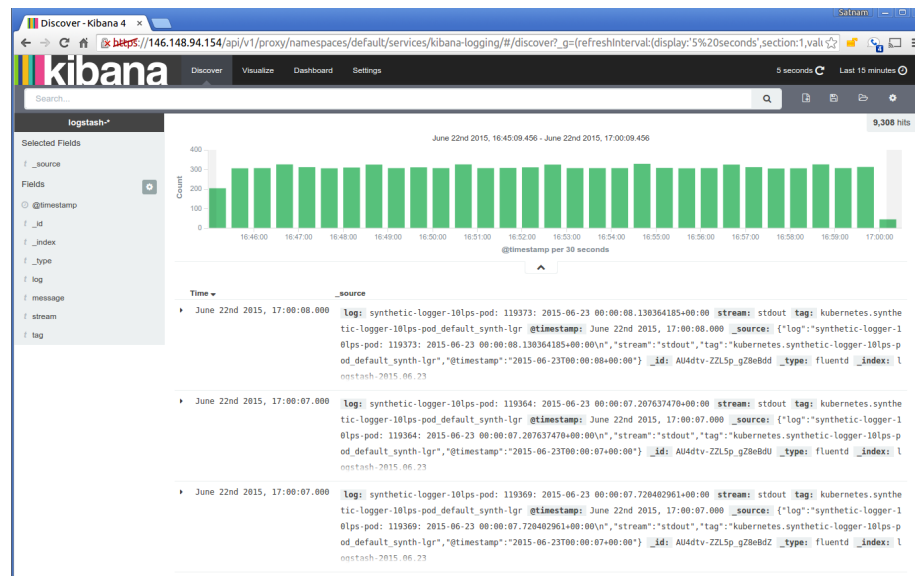 Satnam
Discover - Kibana 4
https://146.148.94.154/api/v1/proxy/namespaces/default/services/kibana-logging/#/discover?_g=(refreshInterval:(display:'5%20seconds',section:1,valu
4
kibana
Discover Visualize Dashboard Settings 5 seconds Last 15 minutes
Search...
logstash-* 9,308 hits
Selected Fields
t _source
Fields
@timestamp
t _id
t _index
t _type
t log
t message
t stream
t tag
June 22nd 2015, 16:45:09.456 - June 22nd 2015, 17:00:09.456
Count
400
300
200
100
0
16:46:00 16:47:00 16:48:00 16:49:00 16:50:00 16:51:00 16:52:00 16:53:00 16:54:00 16:55:00 16:56:00 16:57:00 16:58:00 16:59:00 17:00:00
@timestamp per 30 seconds
Time _source
June 22nd 2015, 17:00:08.000 log: synthetic-logger-10lps-pod: 119373: 2015-06-23 00:00:08.130364185+00:00 stream: stdout tag: kubernetes.synthe
tic-logger-10lps-pod_default_synth-lgr @timestamp: June 22nd 2015, 17:00:08.000 _source: {"log":"synthetic-logger-1
0lps-pod: 119373: 2015-06-23 00:00:08.130364185+00:00\n","stream":"stdout","tag":"kubernetes.synthetic-logger-10lps-p
od_default_synth-lgr","@timestamp":"2015-06-23T00:00:08+00:00"} _id: AU4dtv-ZZL5p_gZ8eBdd _type: fluentd _index: l
ogstash-2015.06.23
June 22nd 2015, 17:00:07.000 log: synthetic-logger-10lps-pod: 119364: 2015-06-23 00:00:07.207637470+00:00 stream: stdout tag: kubernetes.synthe
tic-logger-10lps-pod_default_synth-lgr @timestamp: June 22nd 2015, 17:00:07.000 _source: {"log":"synthetic-logger-1
0lps-pod: 119364: 2015-06-23 00:00:07.207637470+00:00\n","stream":"stdout","tag":"kubernetes.synthetic-logger-10lps-p
od_default_synth-lgr","@timestamp":"2015-06-23T00:00:07+00:00"} _id: AU4dtv-ZZL5p_gZ8eBdU _type: fluentd _index: l
ogstash-2015.06.23
June 22nd 2015, 17:00:07.000 log: synthetic-logger-10lps-pod: 119369: 2015-06-23 00:00:07.720402961+00:00 stream: stdout tag: kubernetes.synthe
tic-logger-10lps-pod_default_synth-lgr @timestamp: June 22nd 2015, 17:00:07.000 _source: {"log":"synthetic-logger-1
0lps-pod: 119369: 2015-06-23 00:00:07.720402961+00:00\n","stream":"stdout","tag":"kubernetes.synthetic-logger-10lps-p
od_default_synth-lgr","@timestamp":"2015-06-23T00:00:07+00:00"} _id: AU4dtv-ZZL5p_gZ8eBdZ _type: fluentd _index: l
ogstash-2015.06.23